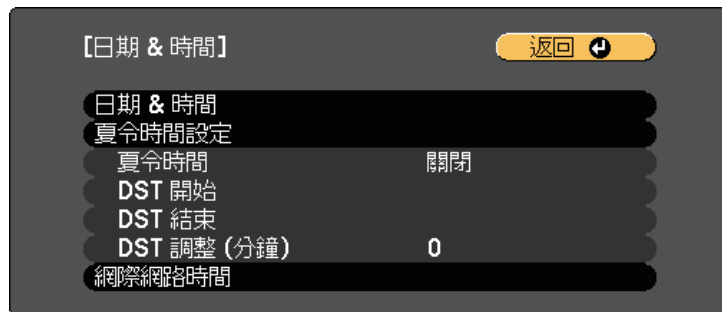 【日期 & 時間】 返回
日期 & 時間
夏令時間設定
夏令時間 關閉
DST 開始
DST 結束
DST 調整 (分鐘) 0
網際網路時間